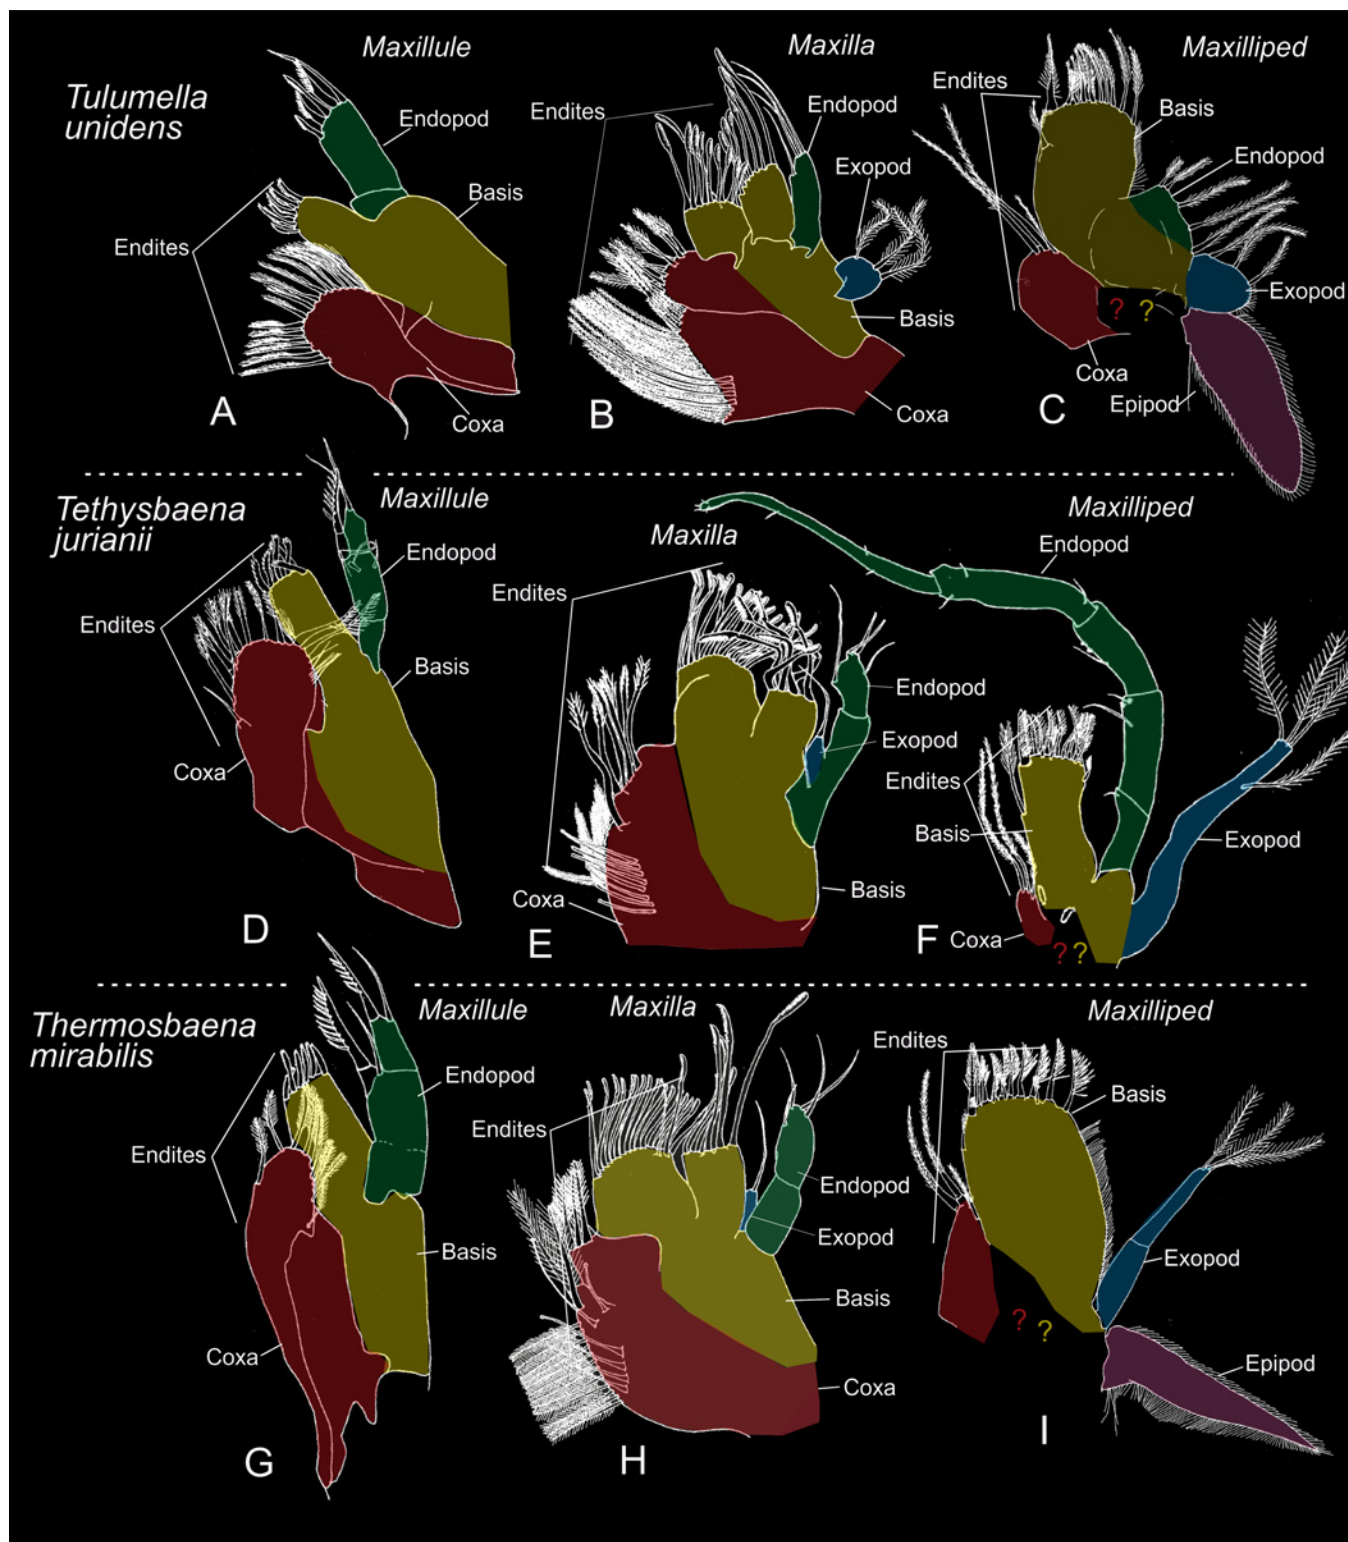 Tulumella
unidens
Maxillule
Endopod
Basis
Endites
Coxa
A
Maxilla
Endites
Endopod
Exopod
Basis
Coxa
B
Maxilliped
Endites
Basis
Endopod
Exopod
? ?
Coxa
Epipod
C
Tethysbaena
jurianii
Maxillule
Endopod
Endites
Basis
Coxa
D
Maxilla
Endites
Endopod
Exopod
Basis
Coxa
E
Maxilliped
Endopod
Endites
Basis
Exopod
Coxa
? ?
F
Thermosbaena
mirabilis
Maxillule
Endopod
Endites
Basis
Coxa
G
Maxilla
Endites
Endopod
Exopod
Basis
Coxa
H
Maxilliped
Endites
Basis
Exopod
? ?
Epipod
I